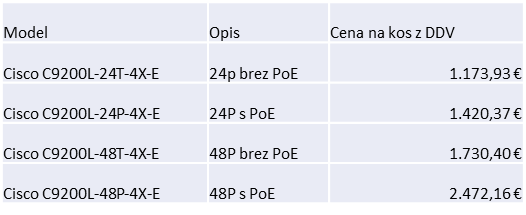 Model Opis Cena na kos z DDV
Cisco C9200L-24T-4X-E 24p brez PoE 1.173,93 €
Cisco C9200L-24P-4X-E 24P s PoE 1.420,37 €
Cisco C9200L-48T-4X-E 48P brez PoE 1.730,40 €
Cisco C9200L-48P-4X-E 48P s PoE 2.472,16 €